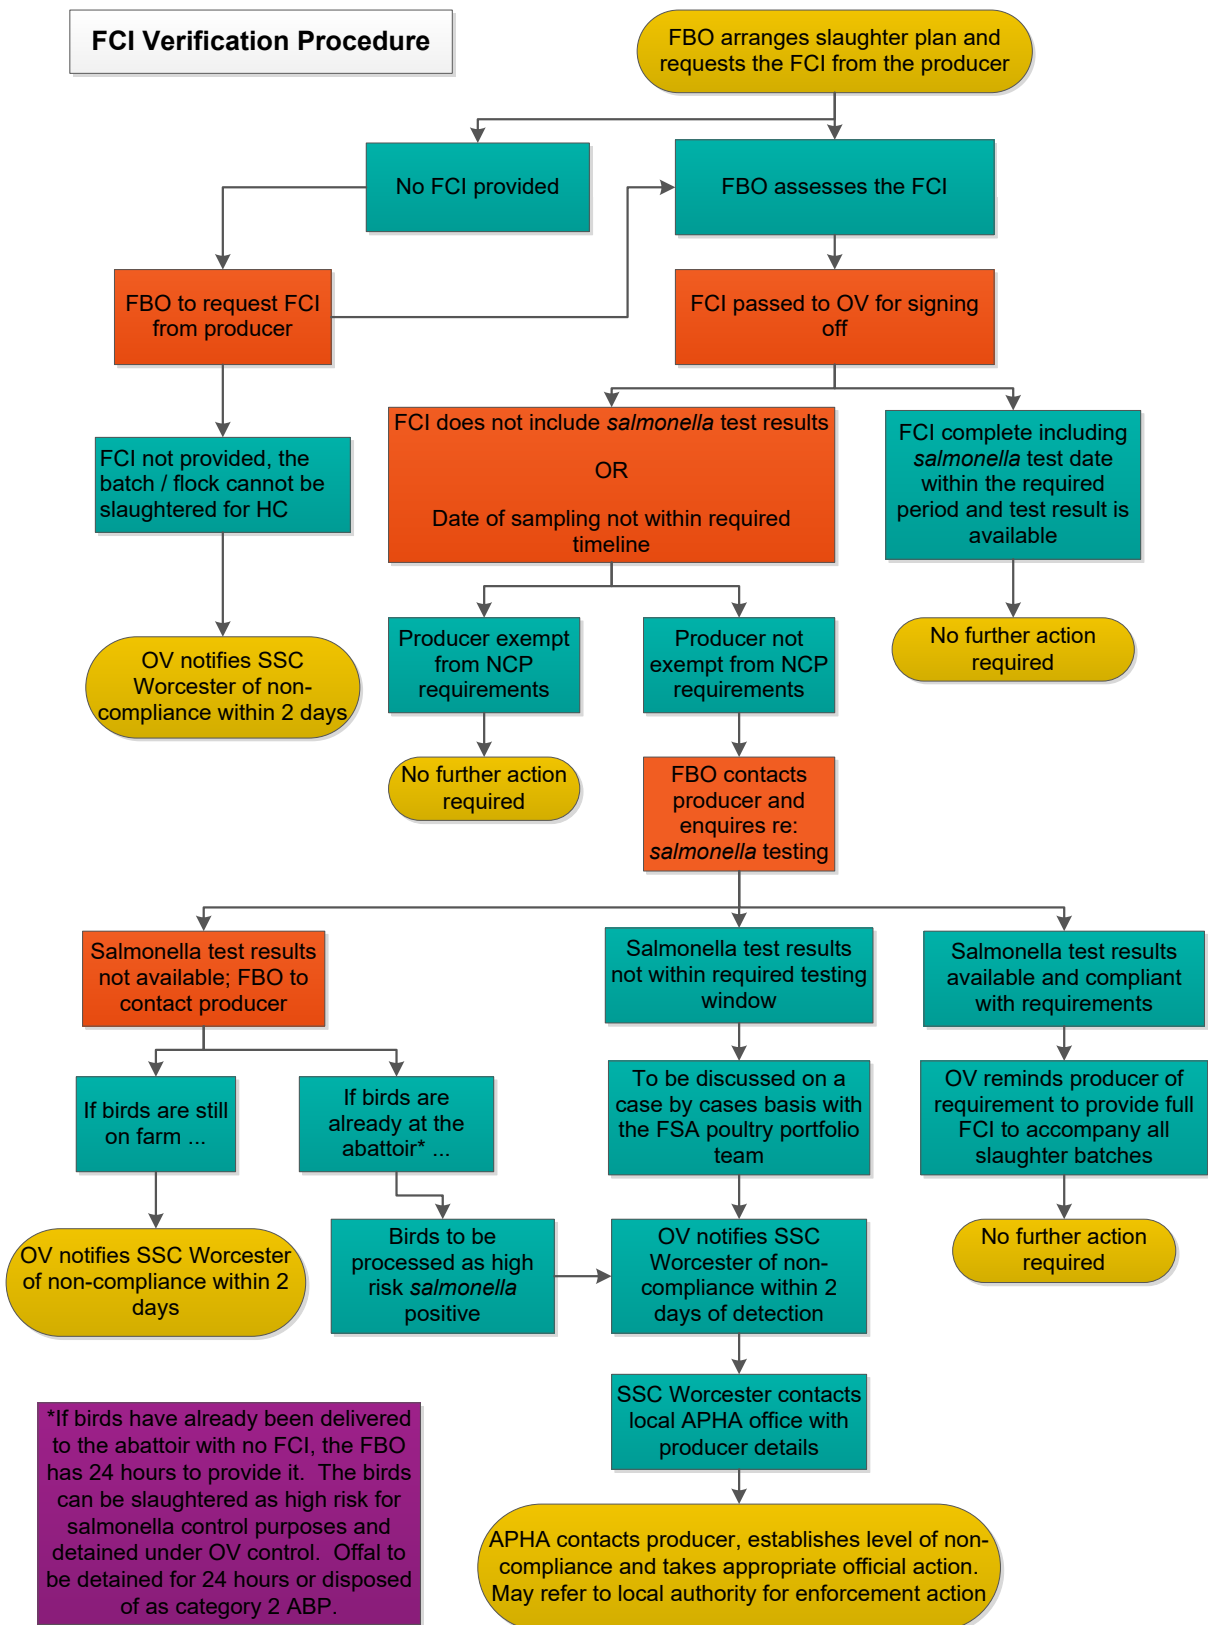 FCI Verification Procedure
FBO arranges slaughter plan and
requests the FCI from the producer
No FCI provided
FBO assesses the FCI
FBO to request FCI
from producer
FCI passed to OV for signing
off
FCI not provided, the
batch / flock cannot be
slaughtered for HC
FCI does not include salmonella test results
OR
Date of sampling not within required
timeline
FCI complete including
salmonella test date
within the required
period and test result is
available
OV notifies SSC
Worcester of non-
compliance within 2 days
Producer exempt
from NCP
requirements
Producer not
exempt from NCP
requirements
No further action
required
No further action
required
FBO contacts
producer and
enquires re:
salmonella testing
Salmonella test results
not available; FBO to
contact producer
Salmonella test results
not within required testing
window
Salmonella test results
available and compliant
with requirements
If birds are still
on farm ...
If birds are
already at the
abattoir* ...
To be discussed on a
case by cases basis with
the FSA poultry portfolio
team
OV reminds producer of
requirement to provide full
FCI to accompany all
slaughter batches
OV notifies SSC Worcester
of non-compliance within 2
days
Birds to be
processed as high
risk salmonella
positive
OV notifies SSC
Worcester of non-
compliance within 2
days of detection
No further action
required
SSC Worcester contacts
local APHA office with
producer details
*If birds have already been delivered
to the abattoir with no FCI, the FBO
has 24 hours to provide it.  The birds
can be slaughtered as high risk for
salmonella control purposes and
detained under OV control.  Offal to
be detained for 24 hours or disposed
of as category 2 ABP.
APHA contacts producer, establishes level of non-
compliance and takes appropriate official action.
May refer to local authority for enforcement action